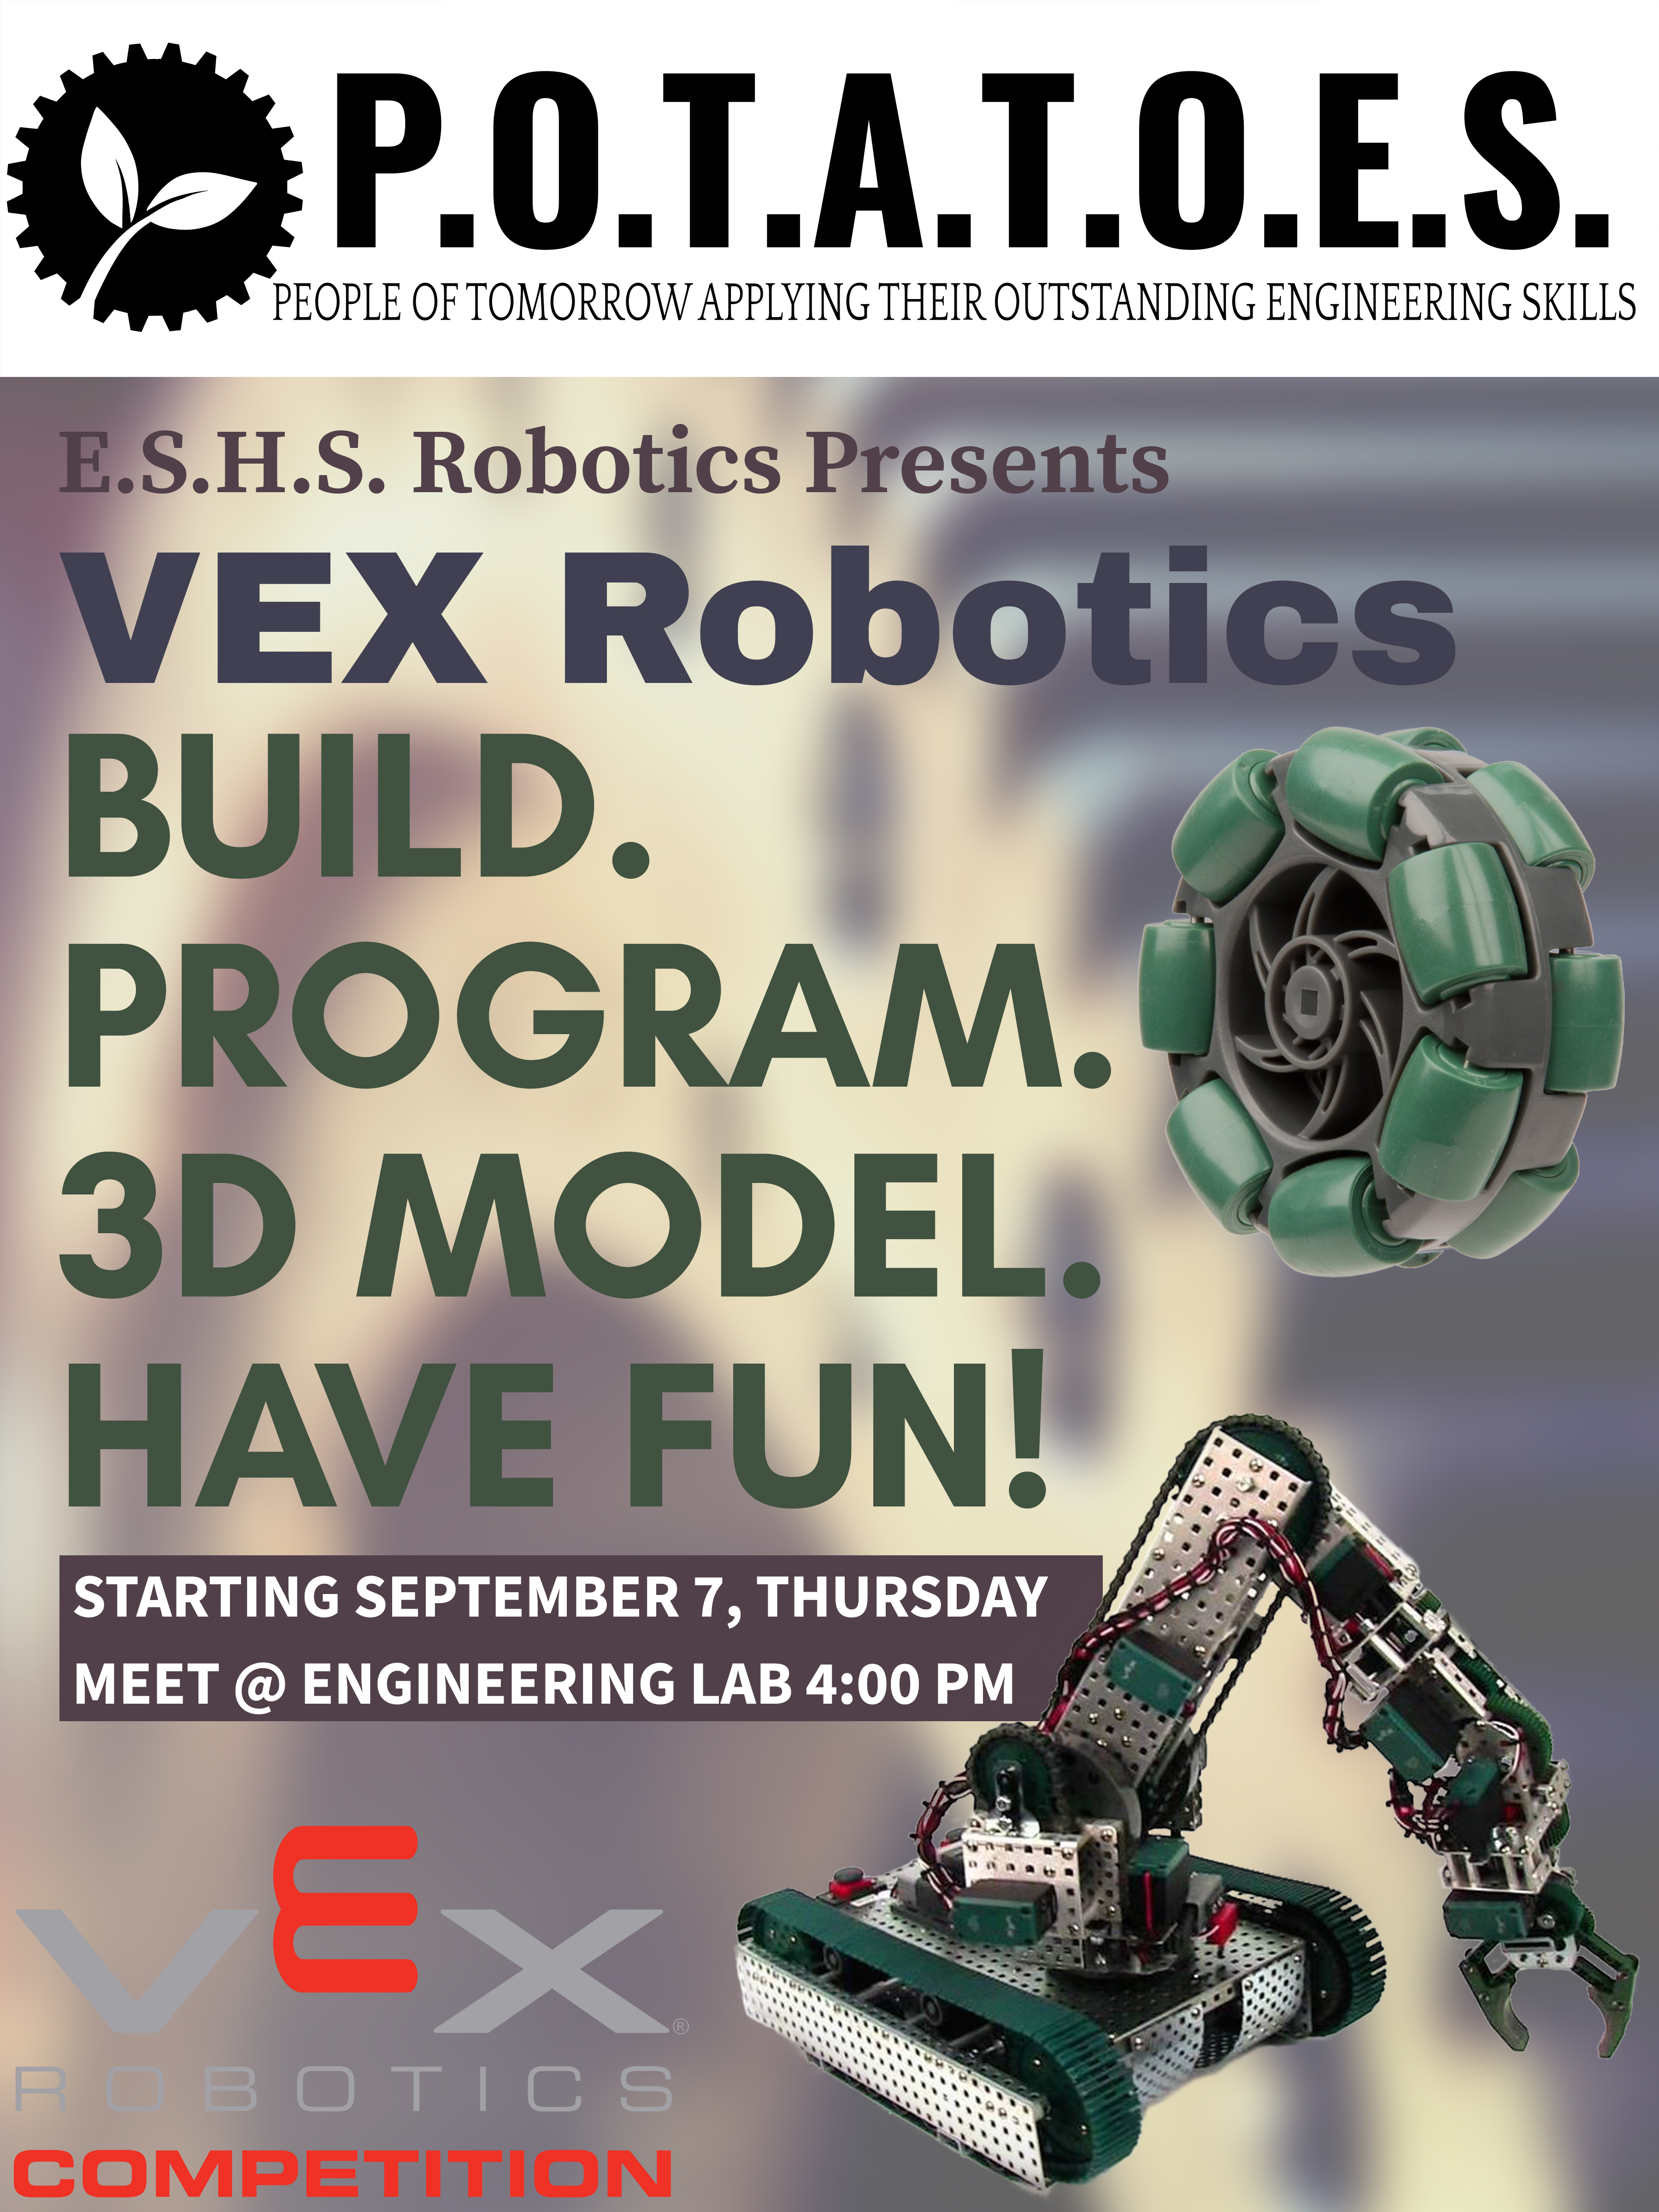 P.O.T.A.T.O.E.S.
PEOPLE OF TOMORROW APPLYING THEIR OUTSTANDING ENGINEERING SKILLS
E.S.H.S. Robotics Presents
VEX Robotics
BUILD.
PROGRAM.
3D MODEL.
HAVE FUN!
STARTING SEPTEMBER 7, THURSDAY
MEET @ ENGINEERING LAB 4:00 PM
VEX®
ROBOTICS
COMPETITION